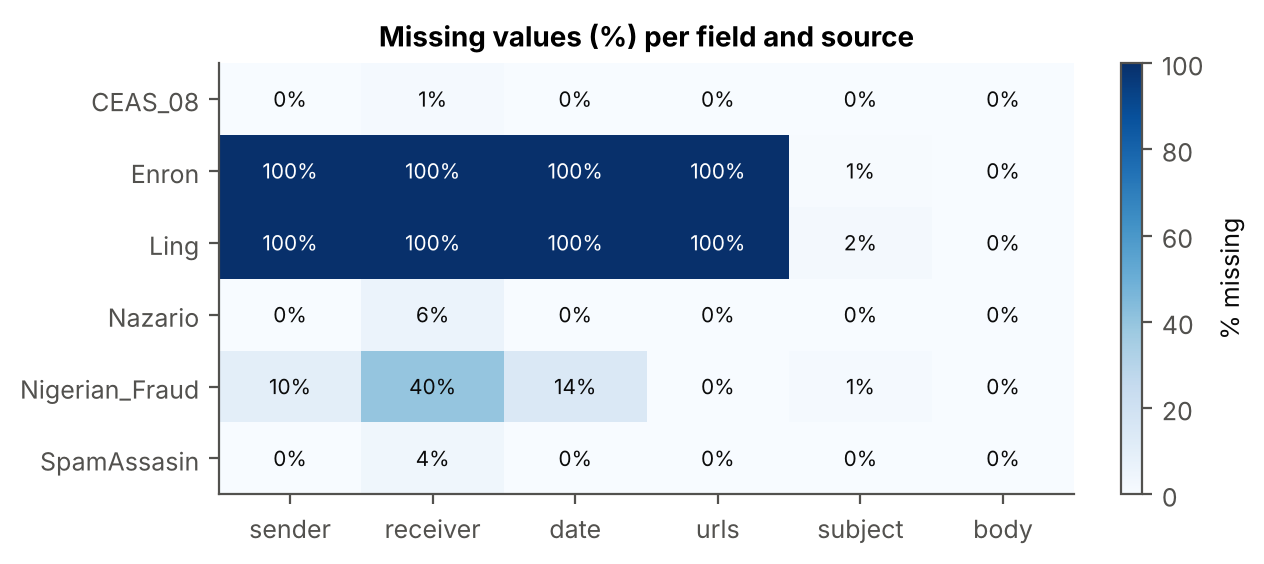 Missing values (%) per field and source
CEAS_08 0% 1% 0% 0% 0% 0%
Enron 100% 100% 100% 100% 1% 0%
Ling 100% 100% 100% 100% 2% 0%
Nazario 0% 6% 0% 0% 0% 0%
Nigerian_Fraud 10% 40% 14% 0% 1% 0%
SpamAssasin 0% 4% 0% 0% 0% 0%
sender receiver date urls subject body
100
80
60
40
20
0
% missing